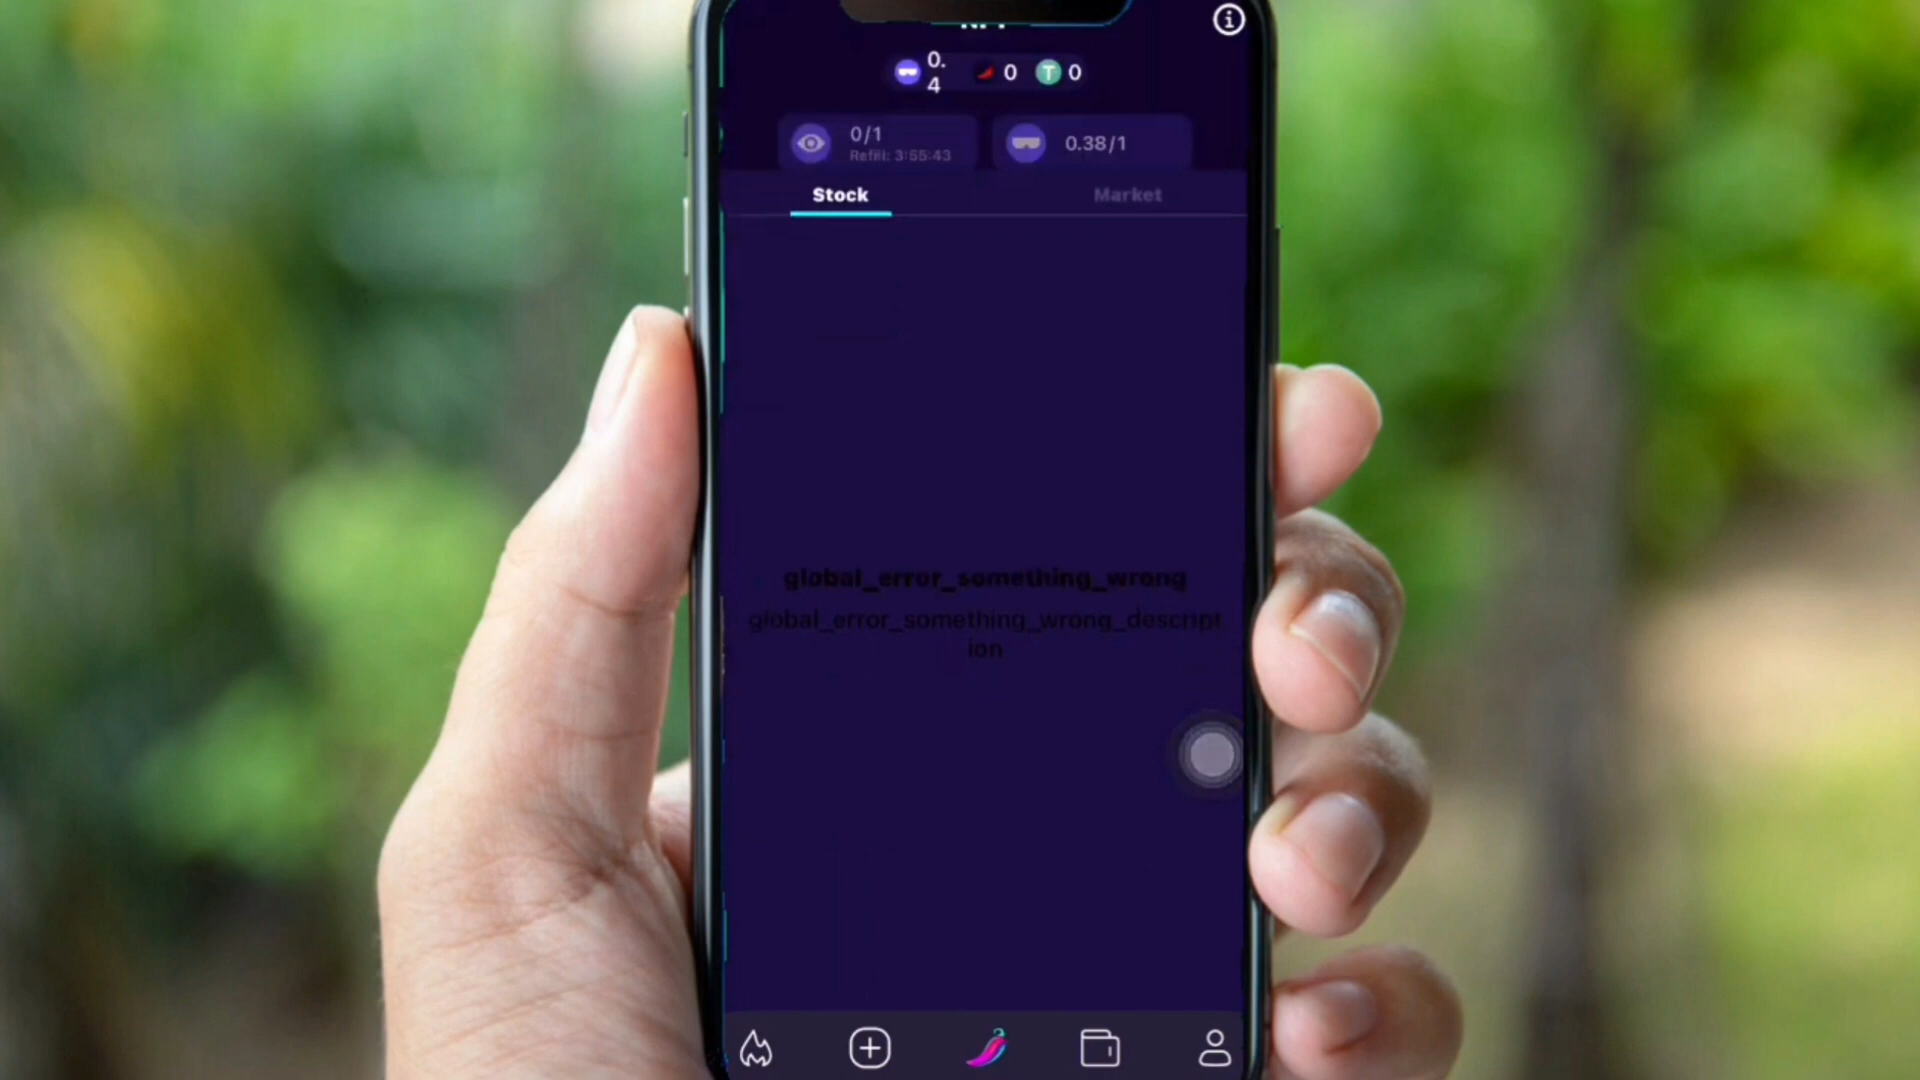 0.
4
0
T 0
0/1
Refill: 3:55:43
0.38/1
Stock
Market
global_error_something_wrong
global_error_something_wrong_descript
ion